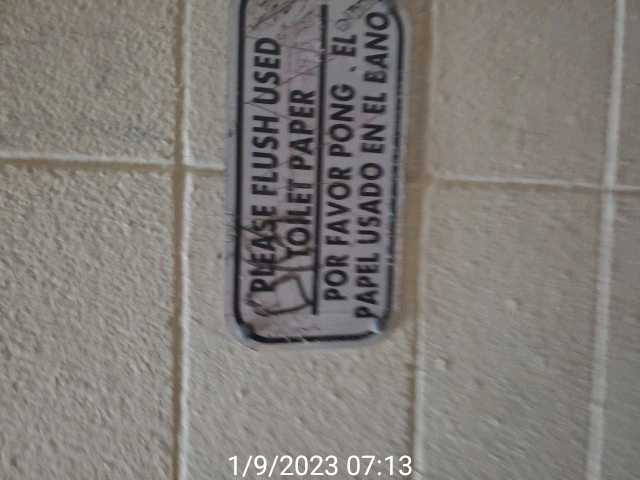 PLEASE FLUSH USED
TOILET PAPER
POR FAVOR PONG EL
PAPEL USADO EN EL BANO
1/9/2023 07:13